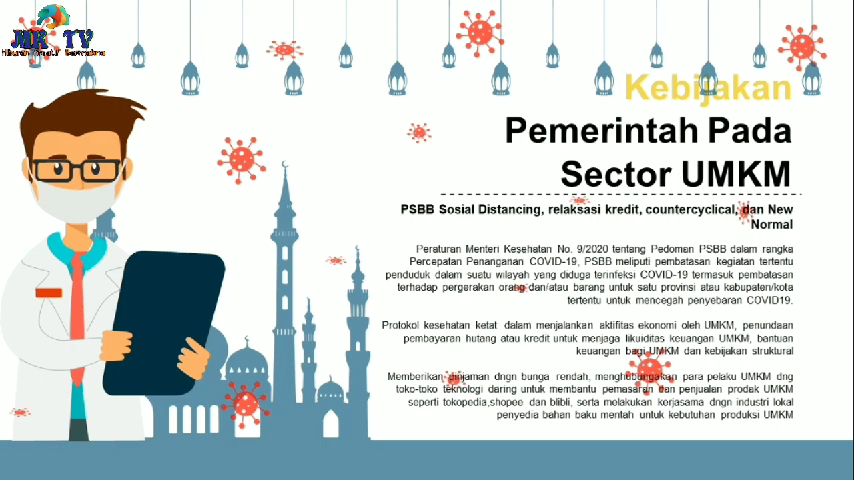 MR TV
Kebijakan
Pemerintah Pada
Sector UMKM
PSBB Sosial Distancing, relaksasi kredit, countercyclical, dan New
Normal
Peraturan Menteri Kesehatan No. 9/2020 tentang Pedoman PSBB dalam rangka
Percepatan Penanganan COVID-19, PSBB meliputi pembatasan kegiatan tertentu
penduduk dalam suatu wilayah yang diduga terinfeksi COVID-19 termasuk pembatasan
terhadap pergerakan orang dan/atau barang untuk satu provinsi atau kabupaten/kota
tertentu untuk mencegah penyebaran COVID19.
Protokol kesehatan ketat dalam menjalankan aktifitas ekonomi oleh UMKM, penundaan
pembayaran hutang atau kredit untuk menjaga likuiditas keuangan UMKM, bantuan
keuangan bagi UMKM dan kebijakan struktural
Memberikan pinjaman dngn bunga rendah, menghubungakan para pelaku UMKM dng
toko-toko teknologi daring untuk membantu pemasaran dan penjualan prodak UMKM
seperti tokopedia,shopee dan blibli, serta melakukan kerjasama dngn industri lokal
penyedia bahan baku mentah untuk kebutuhan produksi UMKM